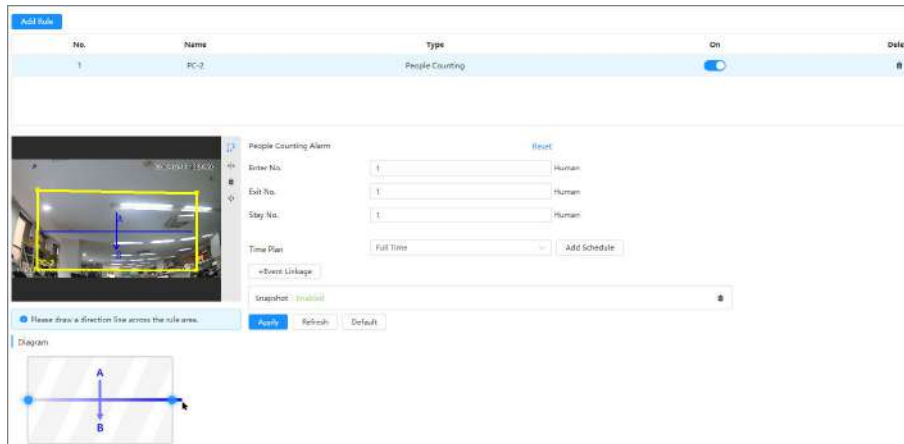 Add Rule
No. Name Type On Dele
1 PC-2 People Counting
People Counting Alarm Reset
Enter No. 1 Human
Exit No. 1 Human
Stay No. 1 Human
Time Plan Full Time Add Schedule
+Event Linkage
Snapshot Enabled
PC-2
A
Please draw a direction line across the rule area.
Apply Refresh Default
Diagram
A
B